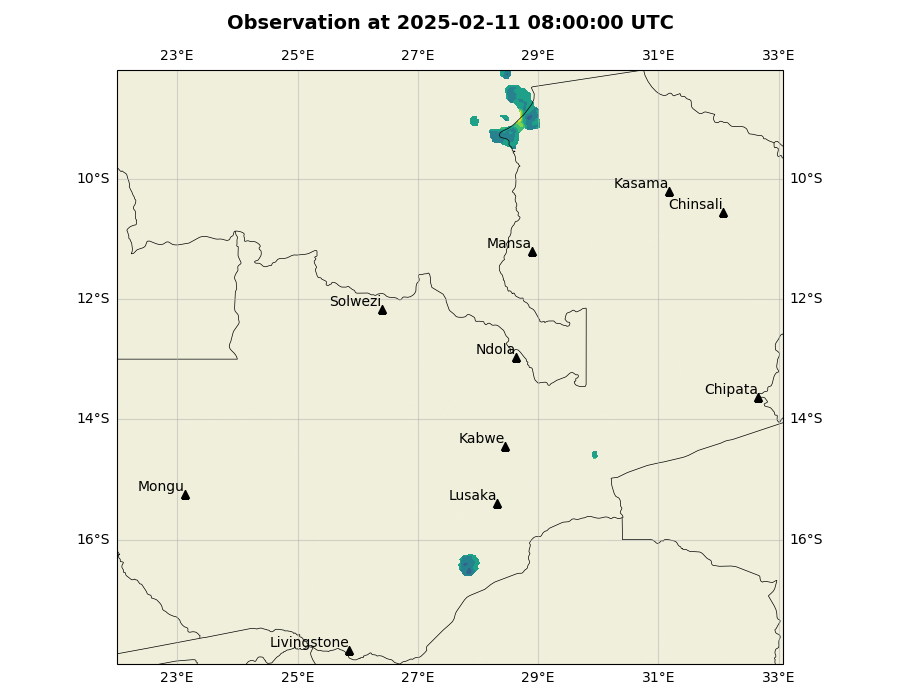 Observation at 2025-02-11 08:00:00 UTC
23°E 25°E 27°E 29°E 31°E 33°E
10°S 10°S
Kasama
Chinsali
Mansa
12°S 12°S
Solwezi
Ndola
Chipata
14°S 14°S
Kabwe
Mongu
Lusaka
16°S 16°S
Livingstone
23°E 25°E 27°E 29°E 31°E 33°E